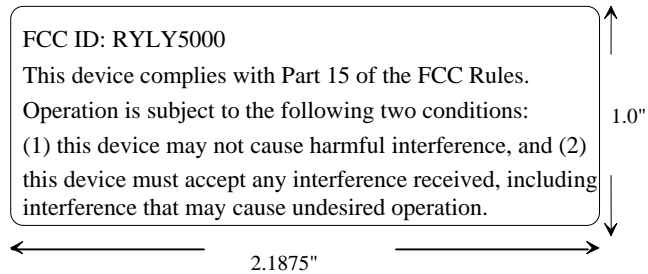 FCC ID: RYLY5000
This device complies with Part 15 of the FCC Rules.
Operation is subject to the following two conditions:
(1) this device may not cause harmful interference, and (2)
this device must accept any interference received, including
interference that may cause undesired operation.
1.0"
2.1875"